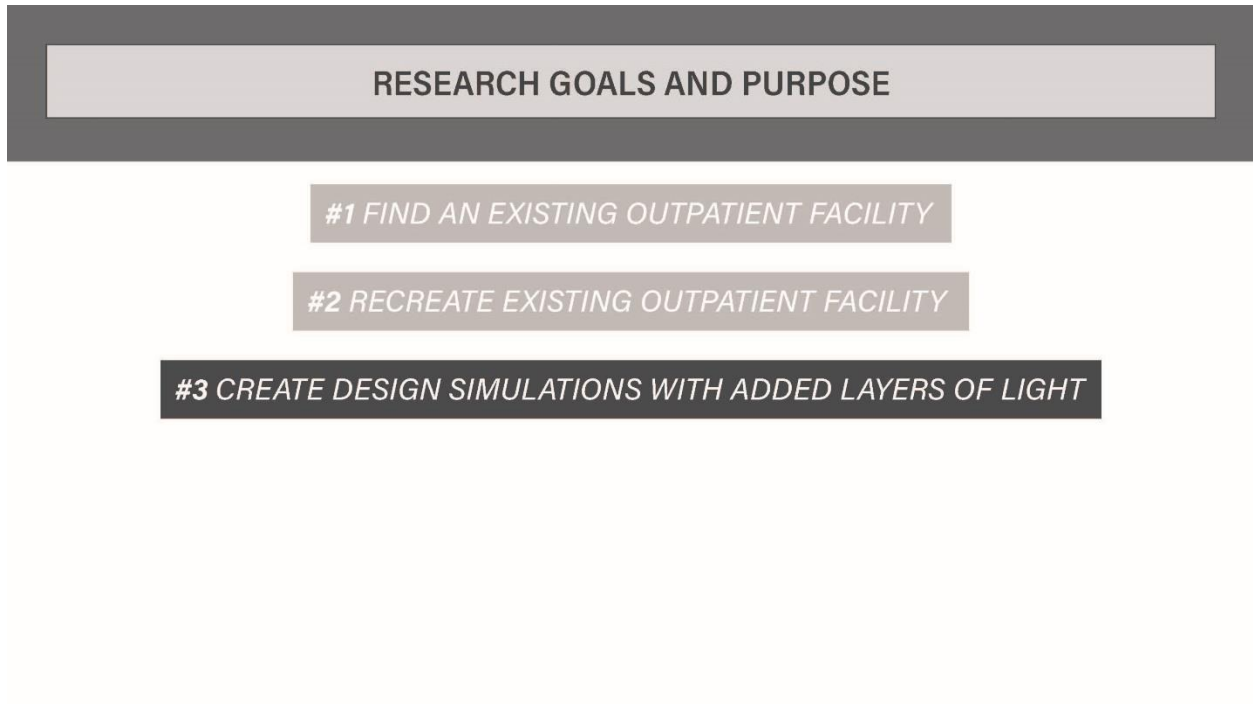 RESEARCH GOALS AND PURPOSE
#1 FIND AN EXISTING OUTPATIENT FACILITY
#2 RECREATE EXISTING OUTPATIENT FACILITY
#3 CREATE DESIGN SIMULATIONS WITH ADDED LAYERS OF LIGHT